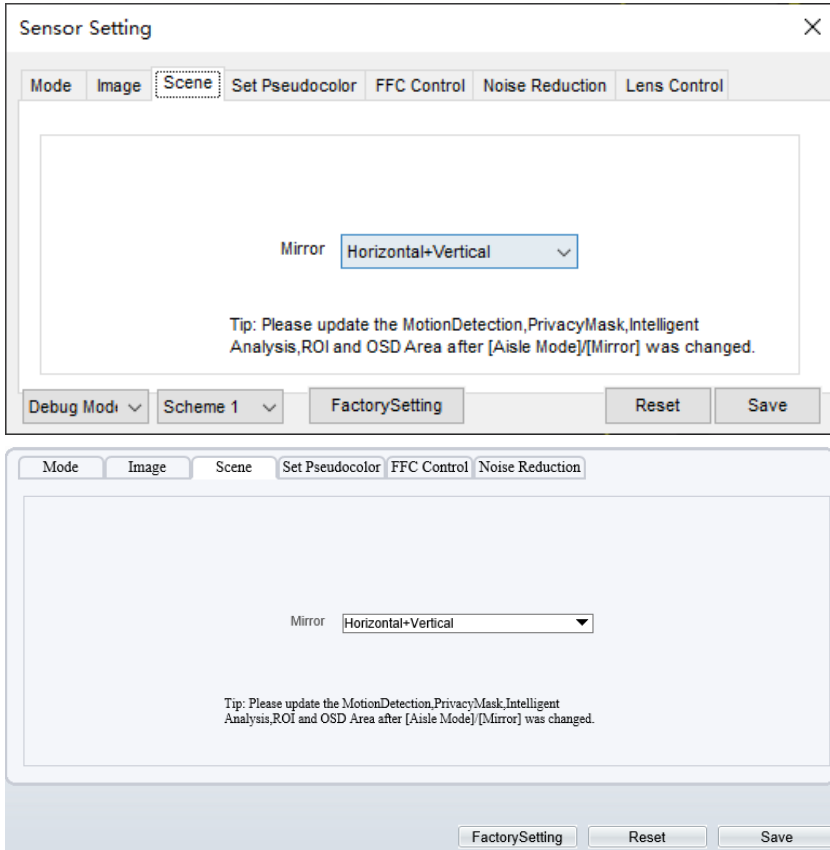 Sensor Setting
Mode Image Scene Set Pseudocolor FFC Control Noise Reduction Lens Control
Mirror Horizontal+Vertical
Tip: Please update the MotionDetection,PrivacyMask,Intelligent
Analysis,ROI and OSD Area after [Aisle Mode]/[Mirror] was changed.
Debug Mod Scheme 1 FactorySetting Reset Save
Mode Image Scene Set Pseudocolor FFC Control Noise Reduction
Mirror Horizontal+Vertical
Tip: Please update the MotionDetection,PrivacyMask,Intelligent
Analysis,ROI and OSD Area after [Aisle Mode]/[Mirror] was changed.
FactorySetting Reset Save